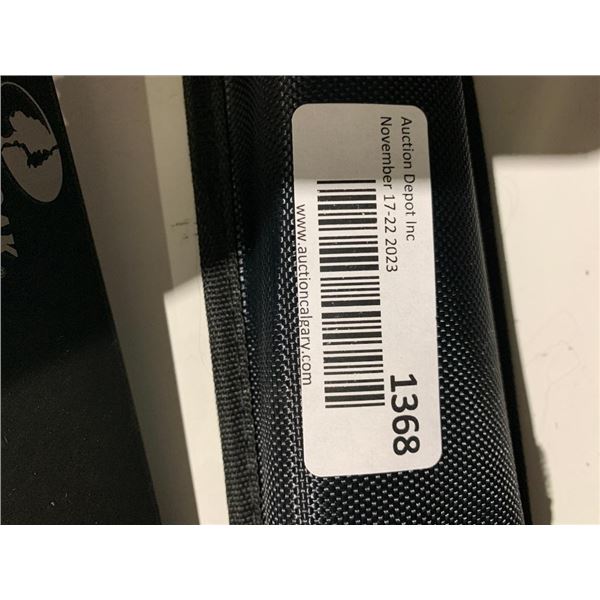 Auction Depot Inc
November 17-22 2023
1368
www.auctioncalgary.com